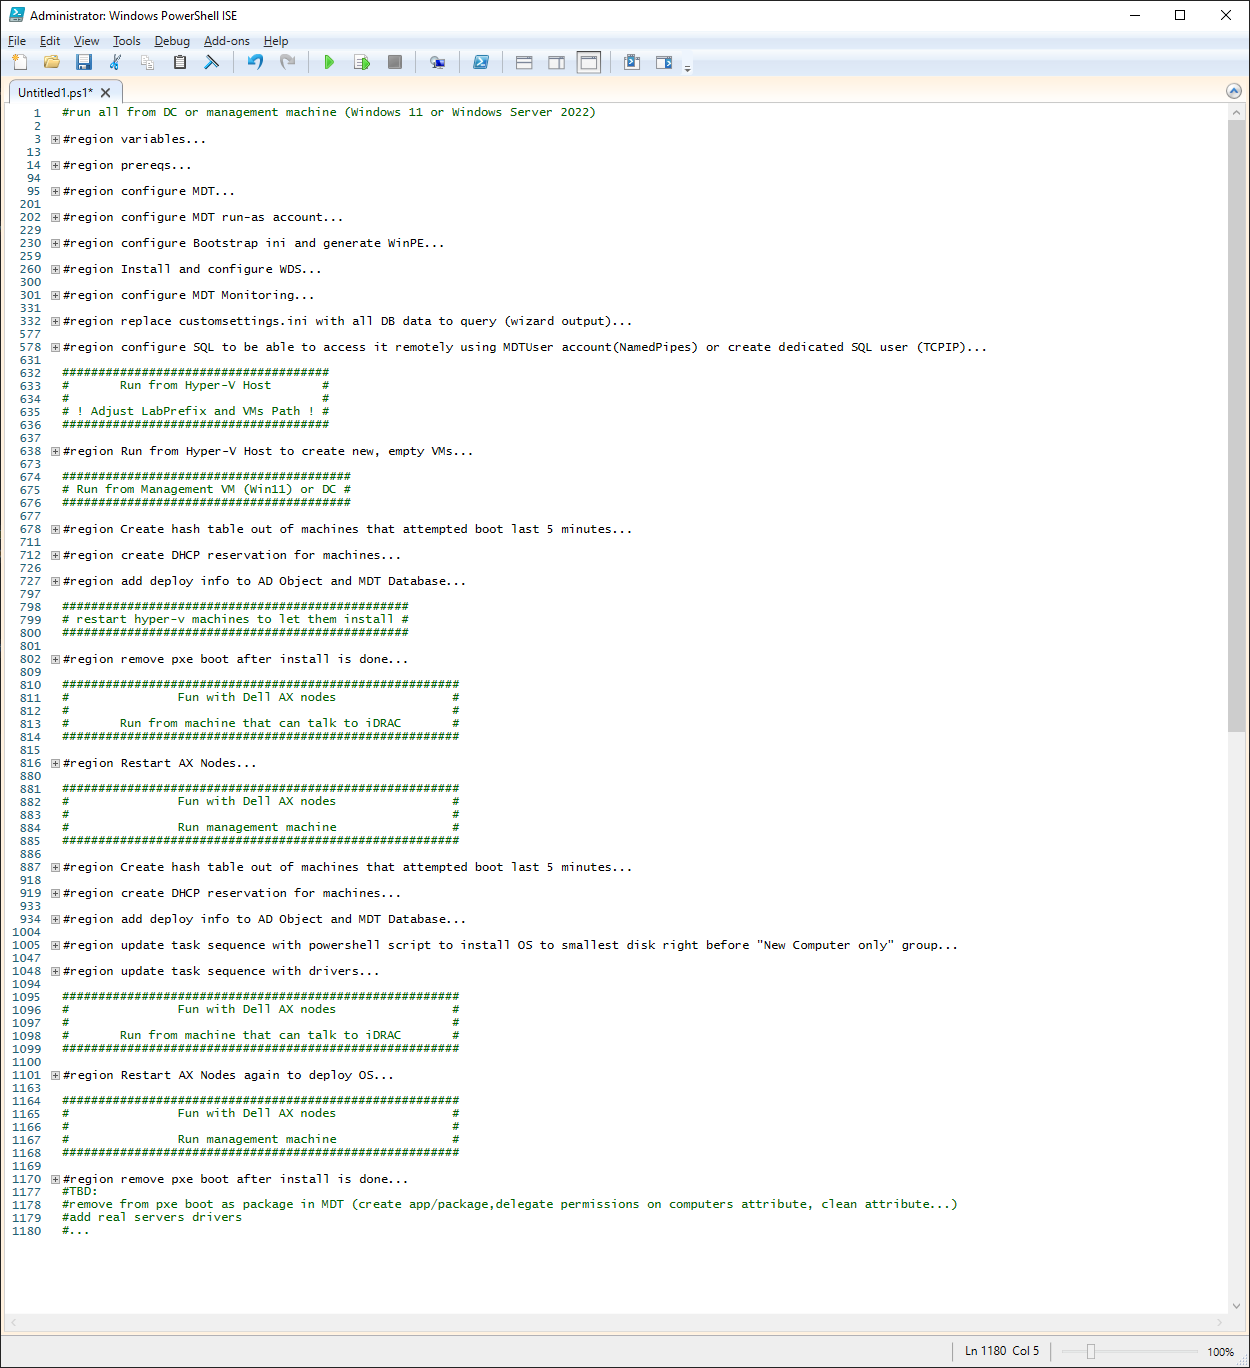 Administrator: Windows PowerShell ISE
File Edit View Tools Debug Add-ons Help
Untitled1.ps1*
1 #run all from DC or management machine (Windows 11 or Windows Server 2022)
2
3 #region variables...
13
14 #region prereqs...
94
95 #region configure MDT...
201
202 #region configure MDT run-as account...
229
230 #region configure Bootstrap ini and generate WinPE...
259
260 #region Install and configure WDS...
300
301 #region configure MDT Monitoring...
331
332 #region replace customsettings.ini with all DB data to query (wizard output)...
577
578 #region configure SQL to be able to access it remotely using MDTUser account(NamedPipes) or create dedicated SQL user (TCPIP)...
631
632 #####################################
633 #       Run from Hyper-V Host       #
634 #                                   #
635 # ! Adjust LabPrefix and VMs Path ! #
636 #####################################
637
638 #region Run from Hyper-V Host to create new, empty VMs...
673
674 ########################################
675 # Run from Management VM (Win11) or DC #
676 ########################################
677
678 #region Create hash table out of machines that attempted boot last 5 minutes...
711
712 #region create DHCP reservation for machines...
726
727 #region add deploy info to AD Object and MDT Database...
797
798 ################################################
799 # restart hyper-v machines to let them install #
800 ################################################
801
802 #region remove pxe boot after install is done...
809
810 #######################################################
811 #               Fun with Dell AX nodes                #
812 #                                                     #
813 #       Run from machine that can talk to iDRAC       #
814 #######################################################
815
816 #region Restart AX Nodes...
880
881 #######################################################
882 #               Fun with Dell AX nodes                #
883 #                                                     #
884 #               Run management machine                #
885 #######################################################
886
887 #region Create hash table out of machines that attempted boot last 5 minutes...
918
919 #region create DHCP reservation for machines...
933
934 #region add deploy info to AD Object and MDT Database...
1004
1005 #region update task sequence with powershell script to install OS to smallest disk right before "New Computer only" group...
1047
1048 #region update task sequence with drivers...
1094
1095 #######################################################
1096 #               Fun with Dell AX nodes                #
1097 #                                                     #
1098 #       Run from machine that can talk to iDRAC       #
1099 #######################################################
1100
1101 #region Restart AX Nodes again to deploy OS...
1163
1164 #######################################################
1165 #               Fun with Dell AX nodes                #
1166 #                                                     #
1167 #               Run management machine                #
1168 #######################################################
1169
1170 #region remove pxe boot after install is done...
1177 #TBD:
1178 #remove from pxe boot as package in MDT (create app/package,delegate permissions on computers attribute, clean attribute...)
1179 #add real servers drivers
1180 #...
Ln 1180 Col 5 100%